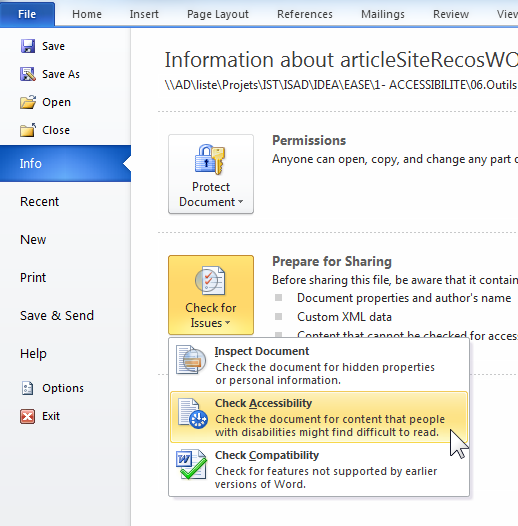 File Home Insert Page Layout References Mailings Review View
Save
Save As
Open
Close
Info
Recent
New
Print
Save & Send
Help
Options
Exit
Information about articleSiteRecosWO
\\AD\liste\Projets\IST\ISAD\IDEA\EASE\1- ACCESSIBILITE\06.Outils
Protect
Document
Permissions
Anyone can open, copy, and change any part
Check for
Issues
Prepare for Sharing
Before sharing this file, be aware that it contain
Document properties and author's name
Custom XML data
Content that cannot be checked for acces
Inspect Document
Check the document for hidden properties
or personal information.
Check Accessibility
Check the document for content that people
with disabilities might find difficult to read.
Check Compatibility
Check for features not supported by earlier
versions of Word.